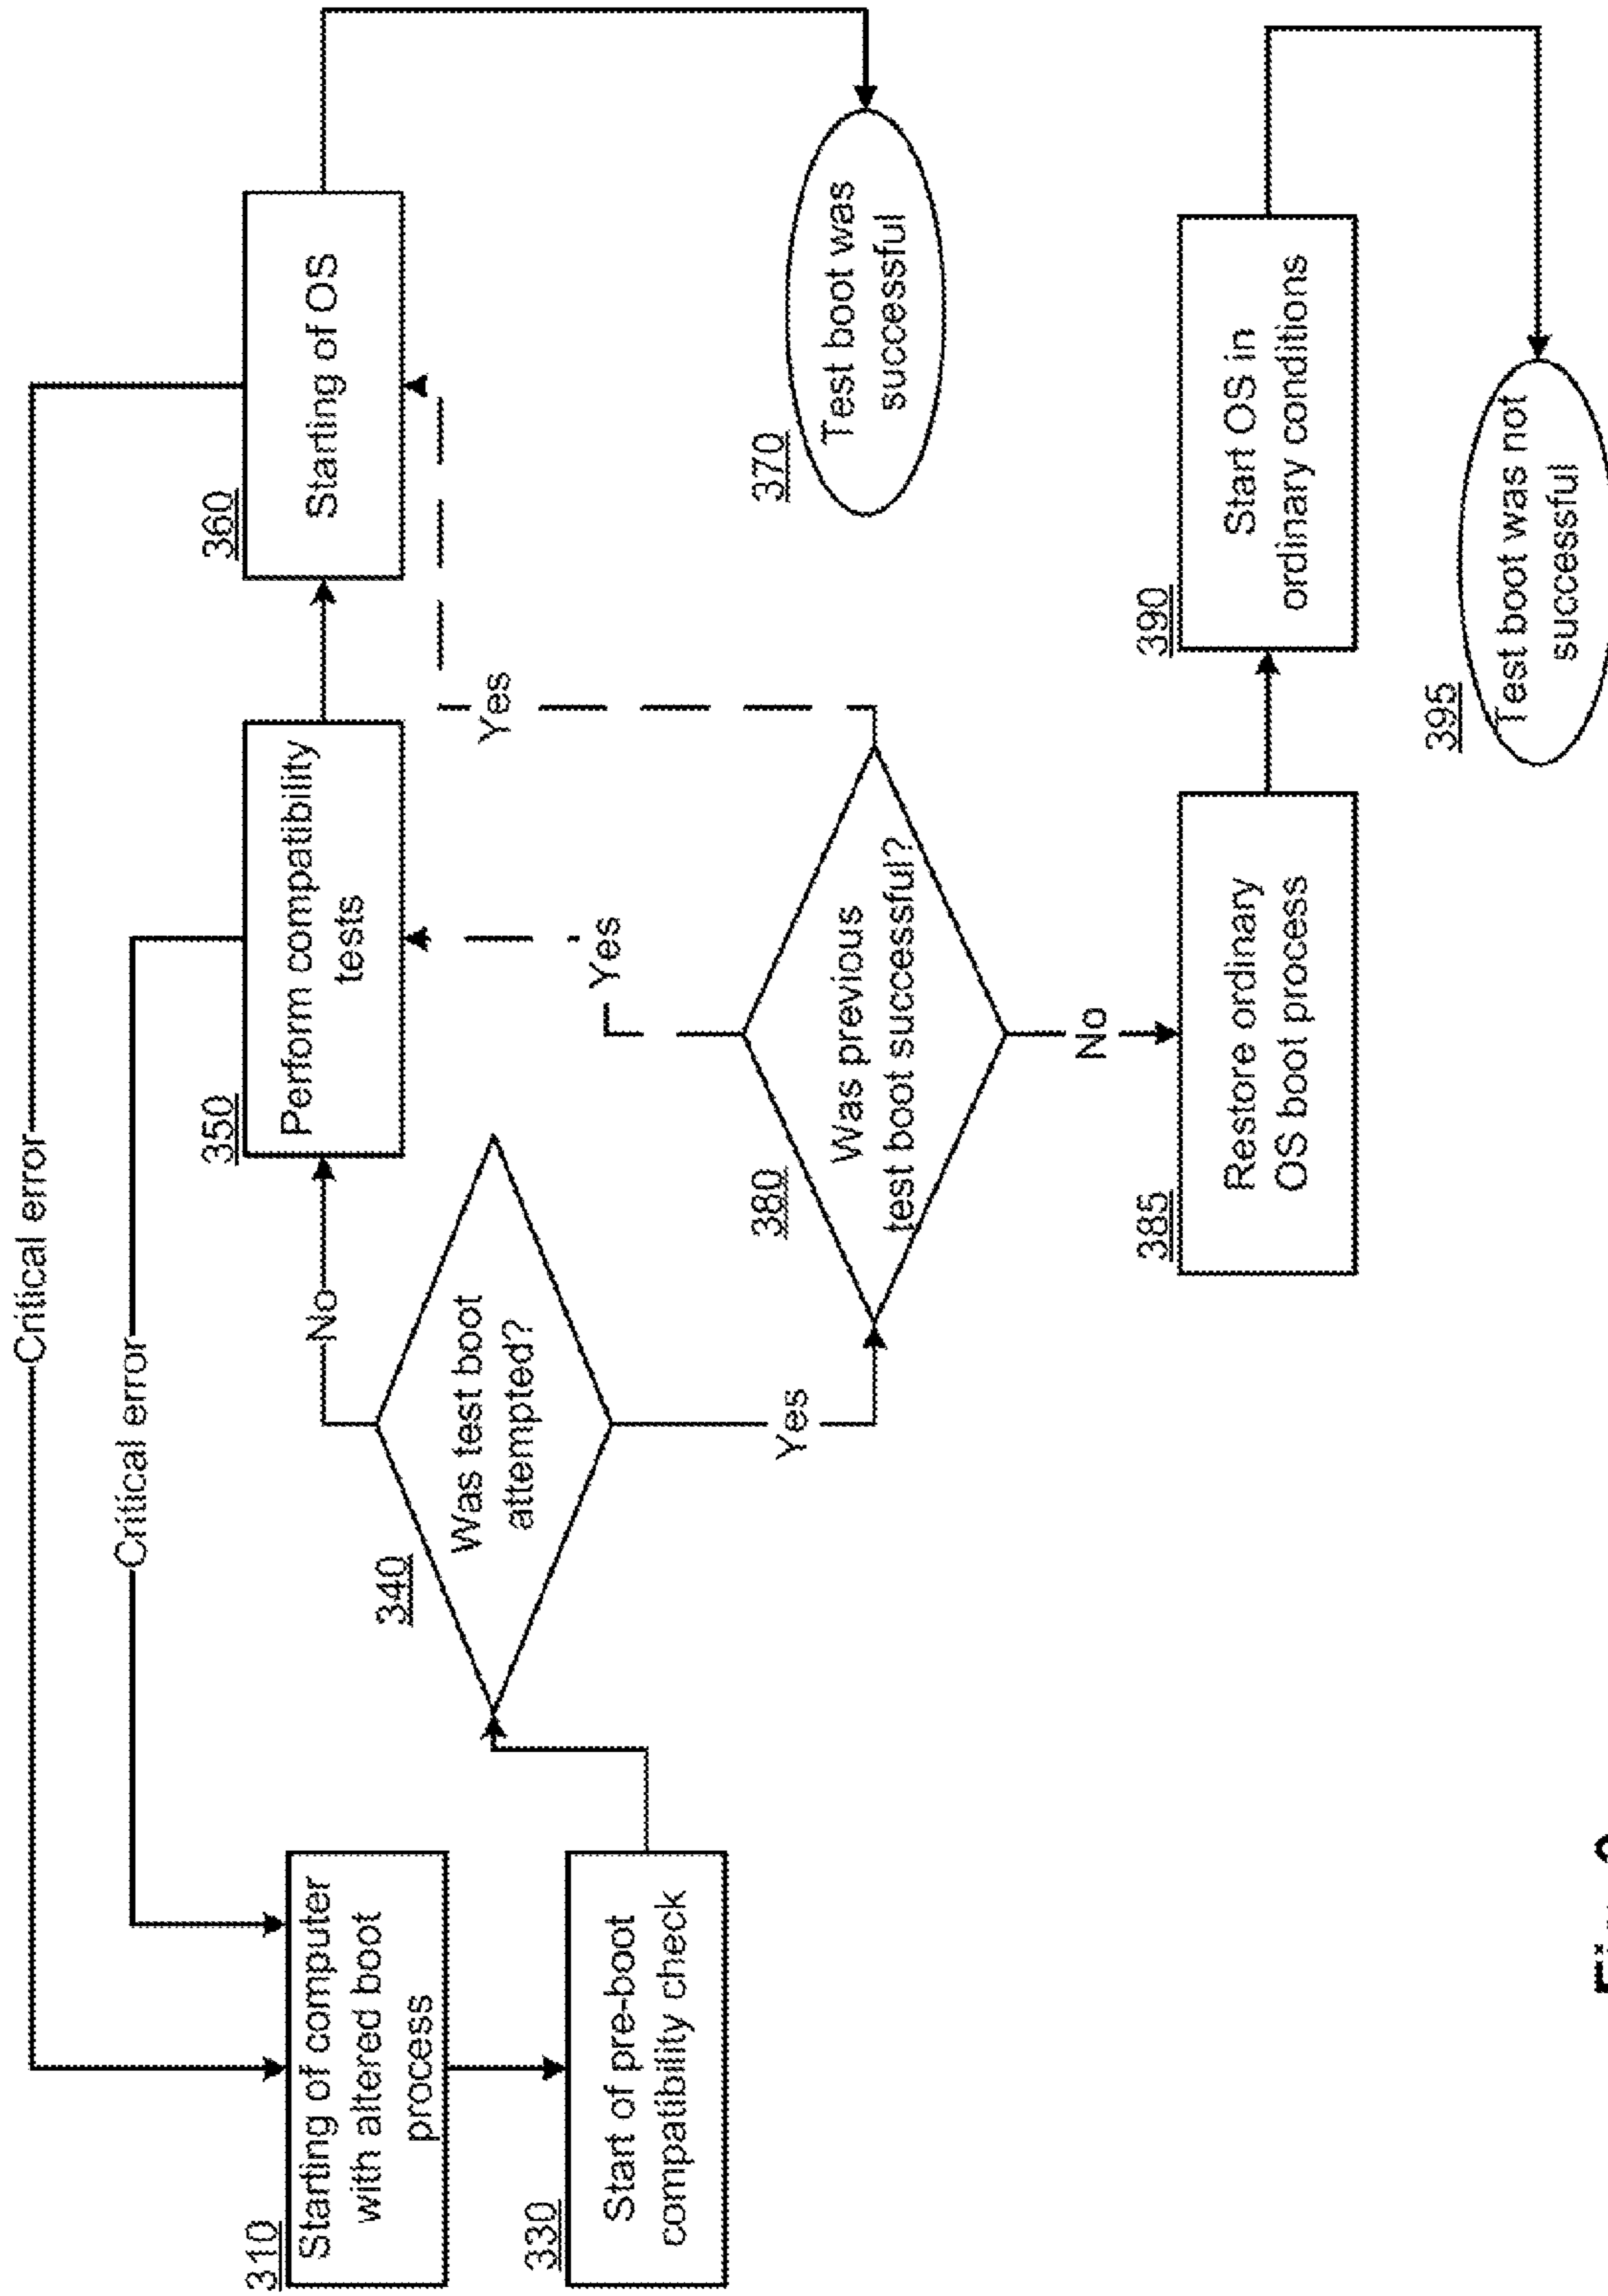 Critical error
Critical error
310
Starting of computer
with altered boot
process
330
Start of pre-boot
compatibility check
340
Was test boot
attempted?
No
Yes
350
Perform compatibility
tests
360
Starting of OS
370
Test boot was
successful
380
Was previous
test boot successful?
Yes
Yes
No
385
Restore ordinary
OS boot process
390
Start OS in
ordinary conditions
395
Test boot was not
successful